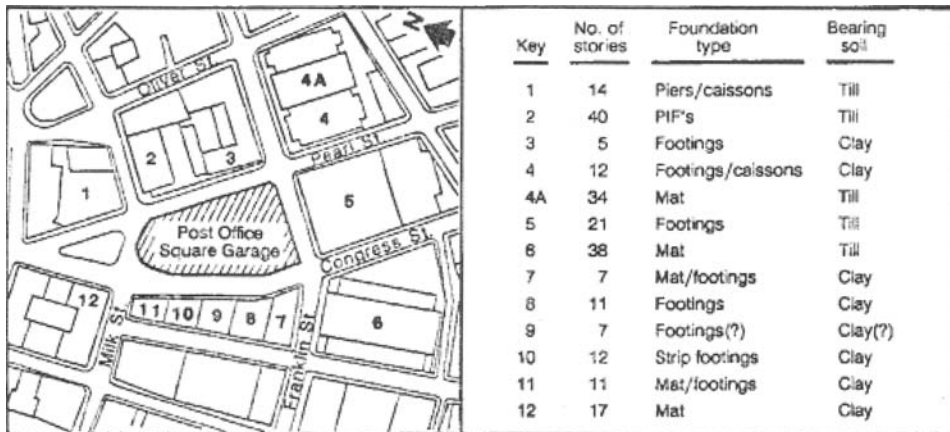 N
Oliver St
4A
4
Pearl St
2
3
1
5
Post Office
Square Garage
Congress St.
12
11
10
9
8
7
6
Milk St
Franklin St
Key No. of stories Foundation type Bearing soil
1 14 Piers/caissons Till
2 40 PIF's Till
3 5 Footings Clay
4 12 Footings/caissons Clay
4A 34 Mat Till
5 21 Footings Till
6 38 Mat Till
7 7 Mat/footings Clay
8 11 Footings Clay
9 7 Footings(?) Clay(?)
10 12 Strip footings Clay
11 11 Mat/footings Clay
12 17 Mat Clay